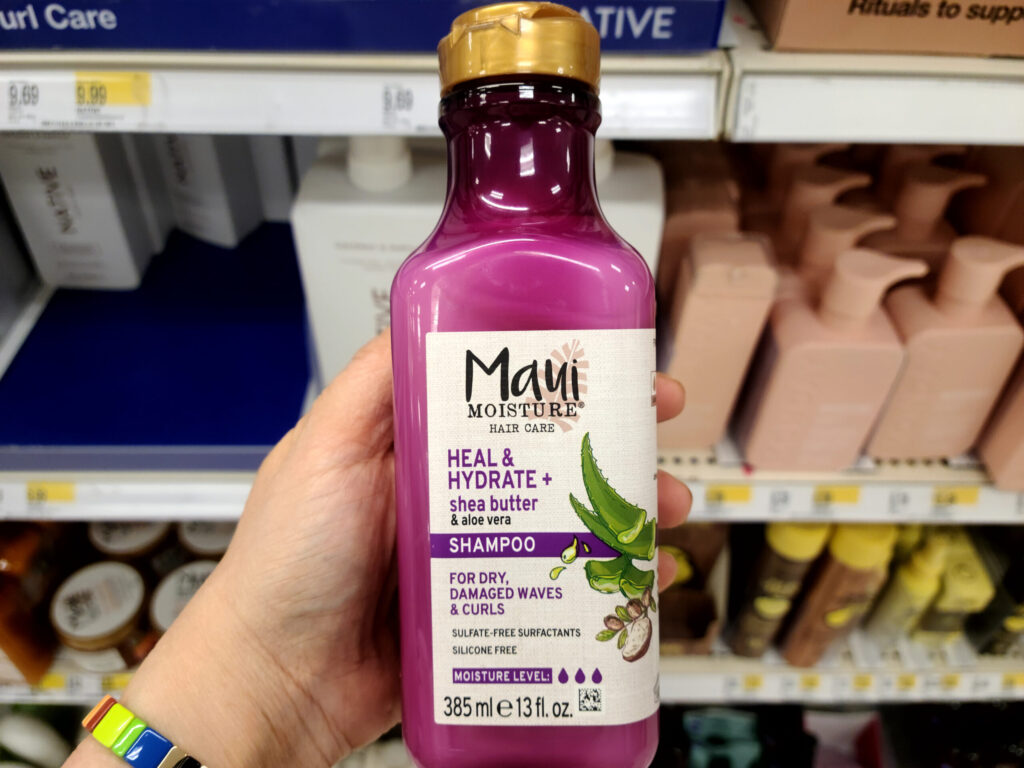 url Care
NATIVE
Rituals to supp
9.69
9.99
9.69
NATIVE
Maui
MOISTURE®
HAIR CARE
HEAL &
HYDRATE +
shea butter
& aloe vera
SHAMPOO
FOR DRY,
DAMAGED WAVES
& CURLS
SULFATE-FREE SURFACTANTS
SILICONE FREE
MOISTURE LEVEL:
385 ml ℮ 13 fl. oz.